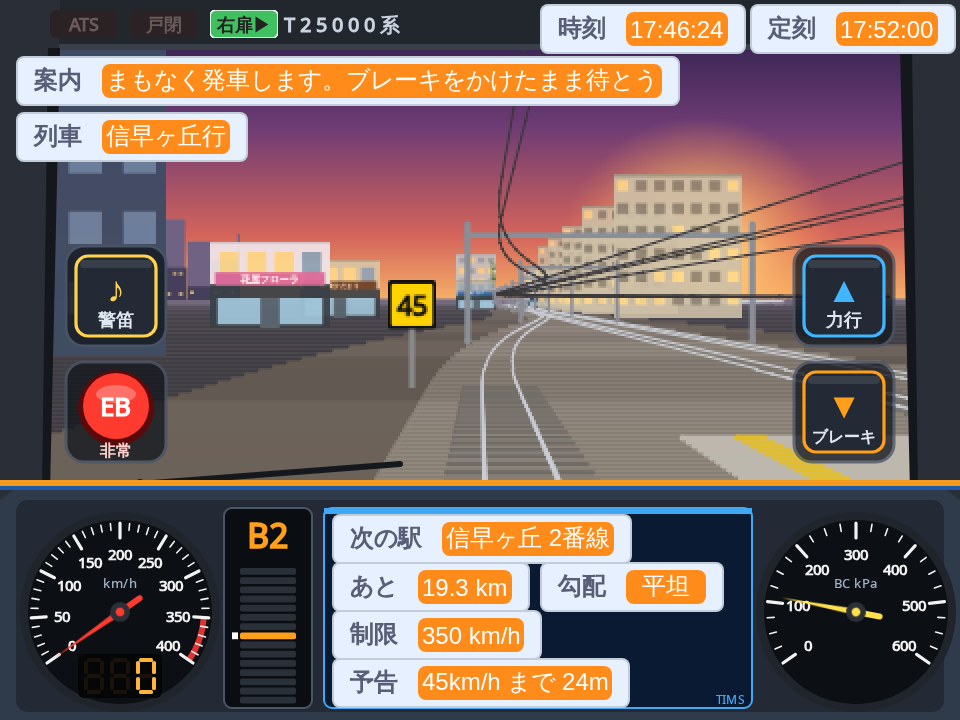 ATS 戸閉 右扉▶ T25000系
時刻 17:46:24 定刻 17:52:00
案内 まもなく発車します。ブレーキをかけたまま待とう
列車 信早ヶ丘行
花屋フローラ
45
♪
警笛
▲
力行
EB
非常
▼
ブレーキ
0 50 100 150 200 250 300 350 400
km/h
0
B2
次の駅 信早ヶ丘 2番線
あと 19.3 km 勾配 平坦
制限 350 km/h
予告 45km/h まで 24m
TIMS
0 100 200 300 400 500 600
BC kPa